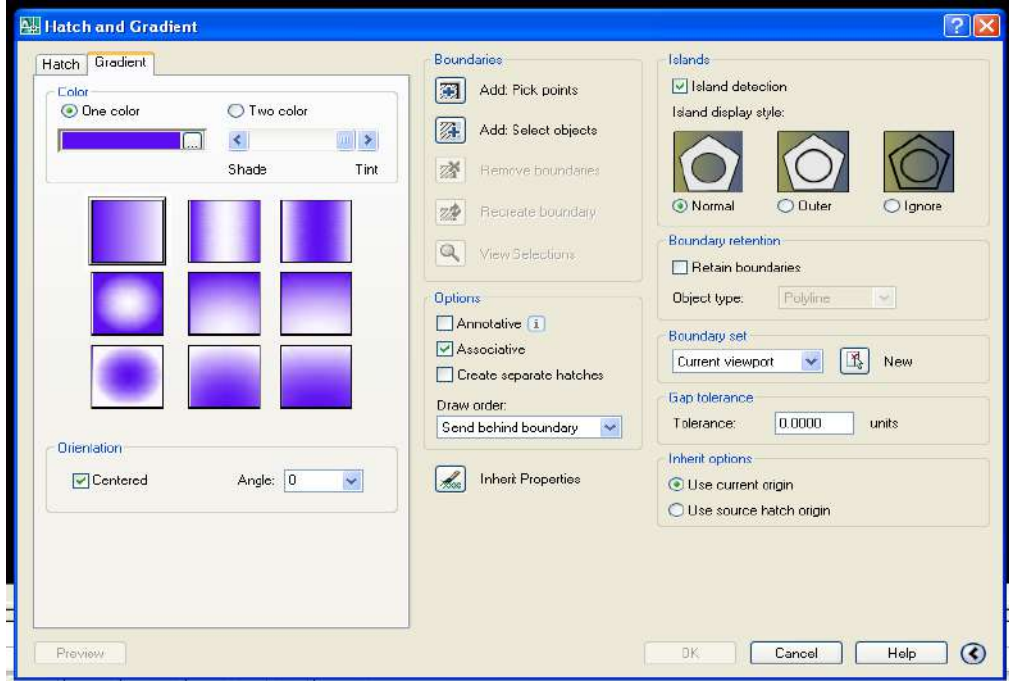 Hatch and Gradient
Hatch Gradient
Color
One color Two color
...
Shade Tint
Orientation
Centered Angle: 0
Preview
Boundaries
Add: Pick points
Add: Select objects
Remove boundaries
Recreate boundary
View Selections
Options
Annotative i
Associative
Create separate hatches
Draw order:
Send behind boundary
Inherit Properties
Islands
Island detection
Island display style:
Normal Outer Ignore
Boundary retention
Retain boundaries
Object type: Polyline
Boundary set
Current viewport New
Gap tolerance
Tolerance: 0.0000 units
Inherit options
Use current origin
Use source hatch origin
OK Cancel Help